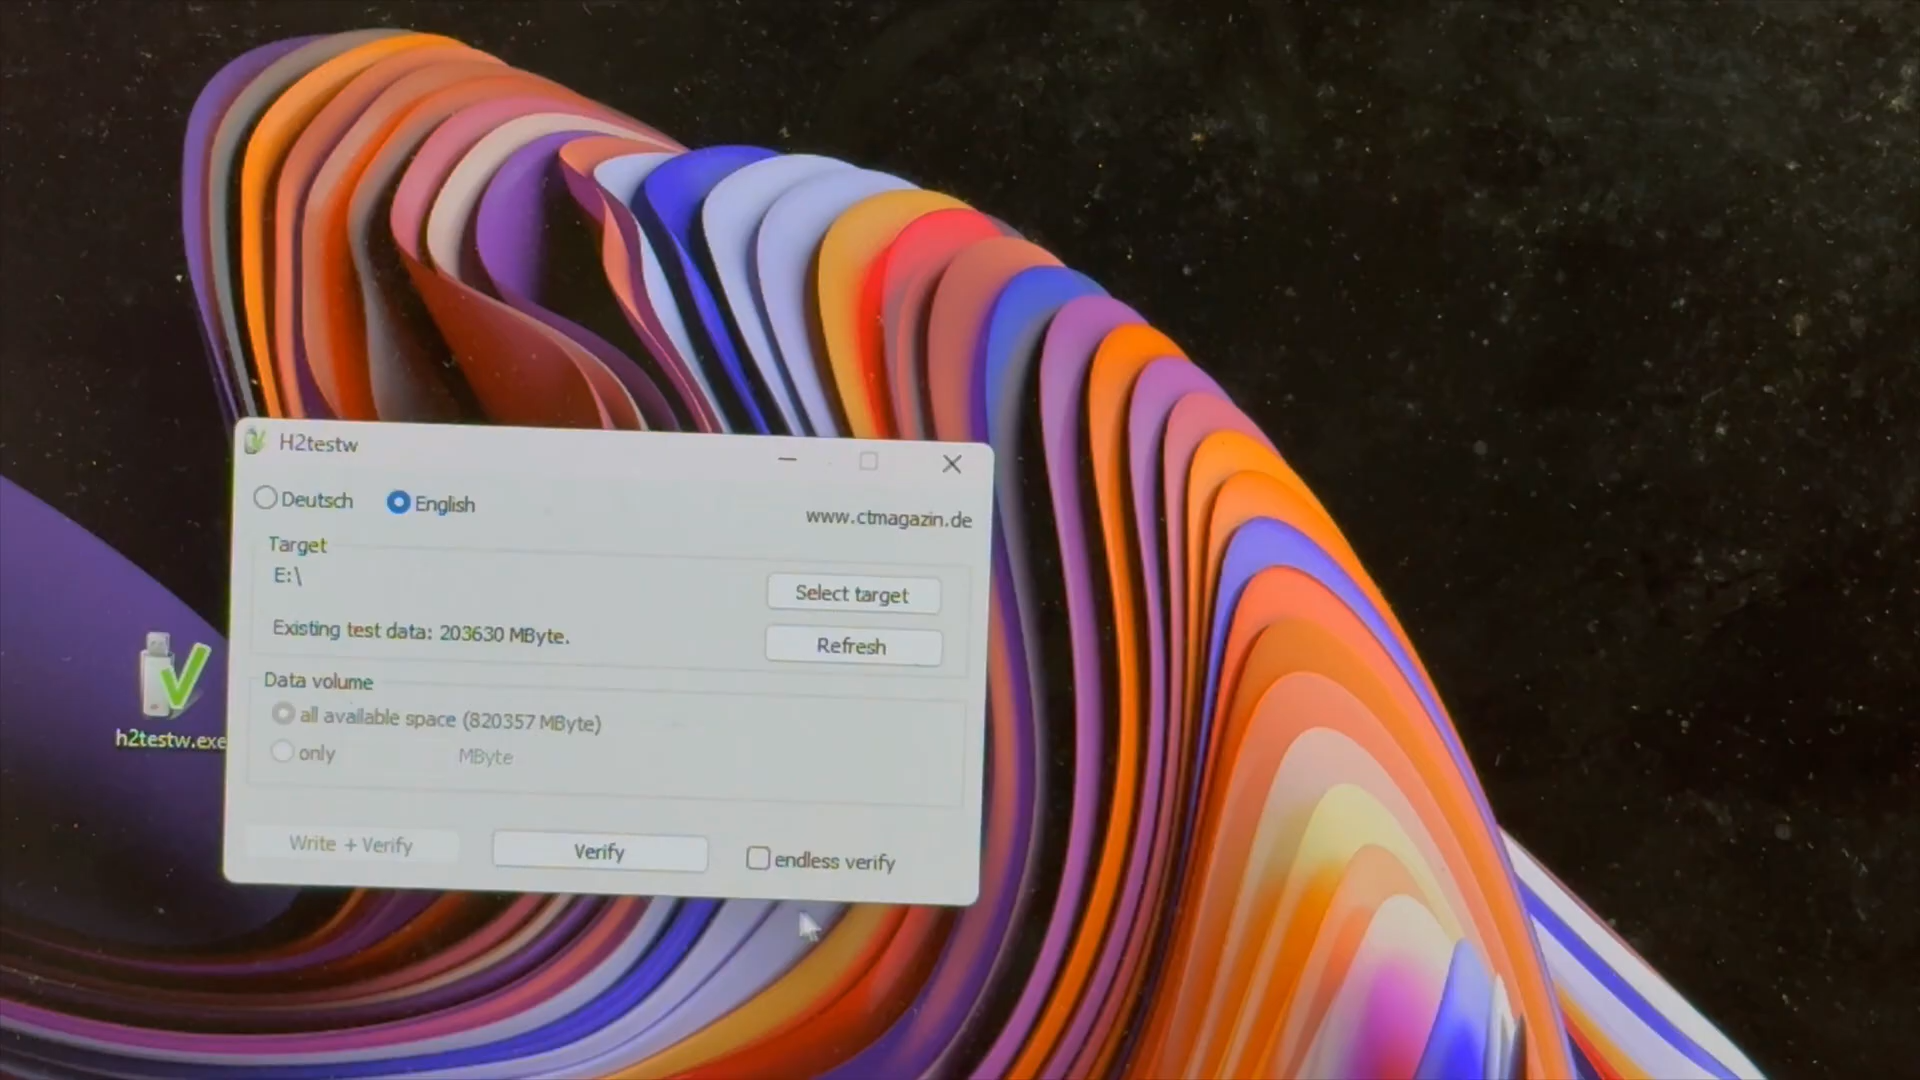 H2testw
Deutsch English
www.ctmagazin.de
Target
E:\
Select target
Existing test data: 203630 MByte.
Refresh
Data volume
all available space (820357 MByte)
only MByte
h2testw.exe
Write + Verify Verify endless verify